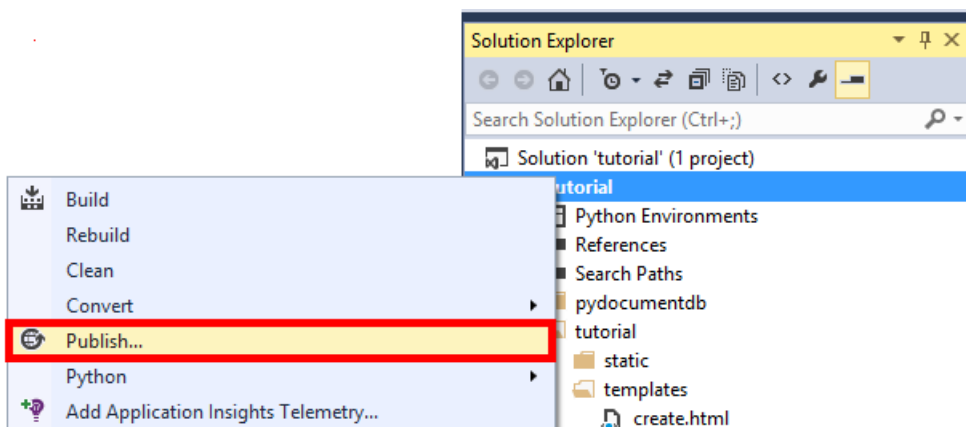 Solution Explorer
Search Solution Explorer (Ctrl+;)
Solution 'tutorial' (1 project)
utorial
Python Environments
References
Search Paths
pydocumentdb
tutorial
static
templates
create.html
Build
Rebuild
Clean
Convert
Publish...
Python
Add Application Insights Telemetry...